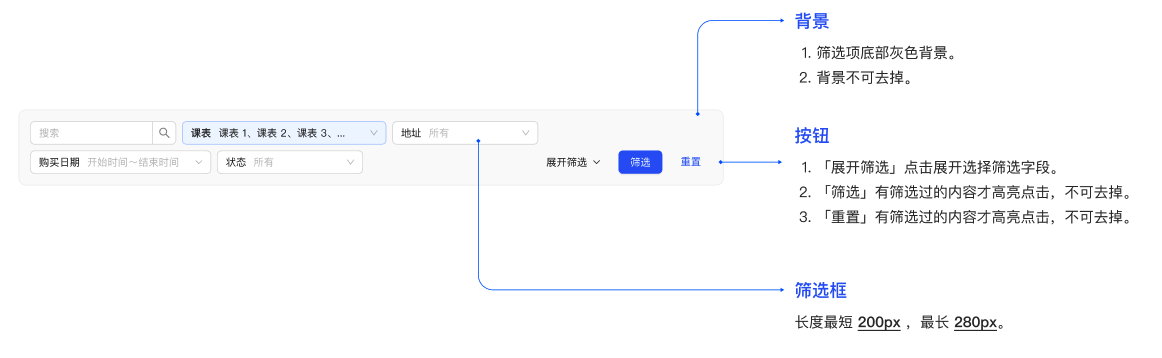 背景
1. 筛选项底部灰色背景。
2. 背景不可去掉。
搜索
课表 课表 1、课表 2、课表 3、...
地址 所有
购买日期 开始时间～结束时间
状态 所有
展开筛选
筛选
重置
按钮
1. 「展开筛选」点击展开选择筛选字段。
2. 「筛选」有筛选过的内容才高亮点击，不可去掉。
3. 「重置」有筛选过的内容才高亮点击，不可去掉。
筛选框
长度最短 200px ，最长 280px。